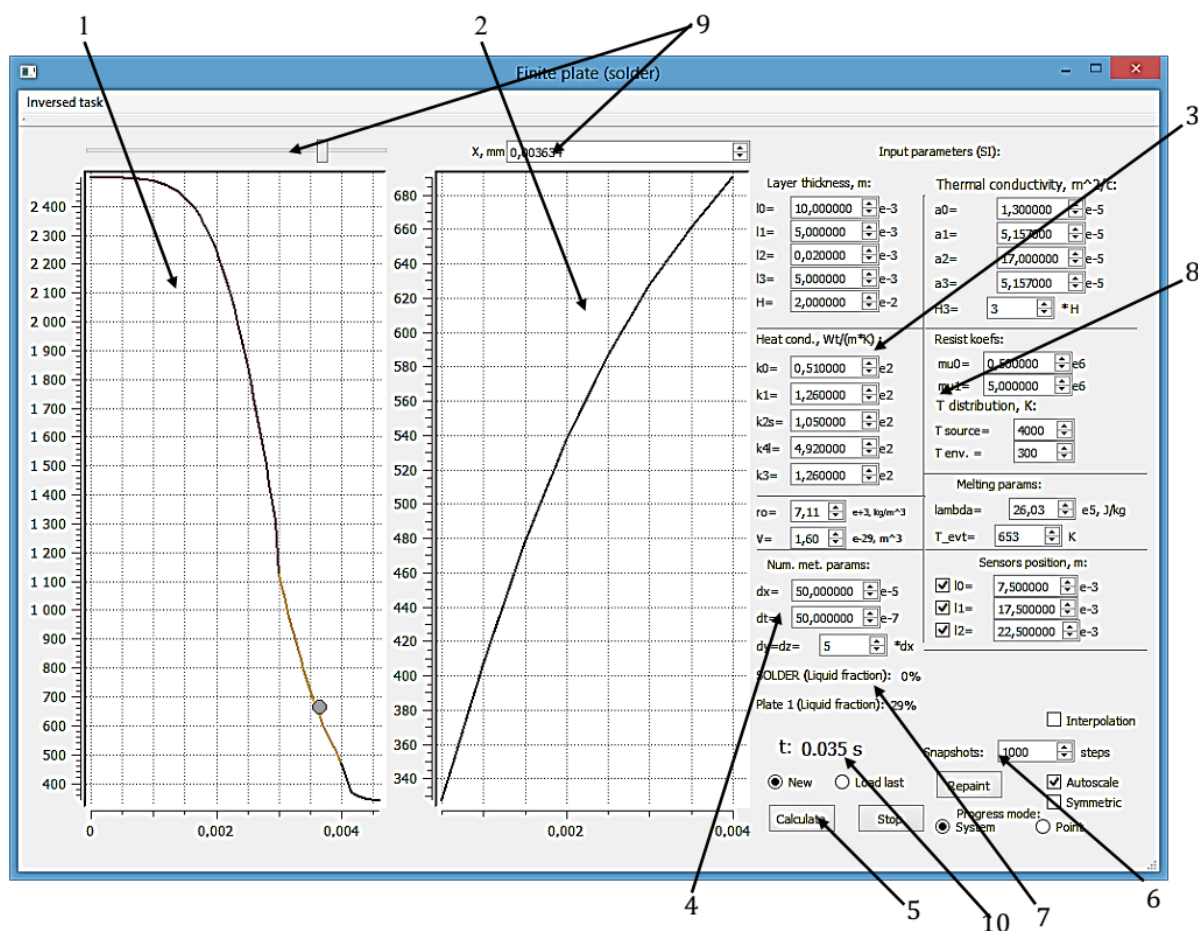 1
2
9
Finite plate (solder)
Inversed task
3
X, mm 0,003634
Input parameters (SI):
Layer thickness, m:
Thermal conductivity, m^2/c:
l0= 10,000000 e-3
a0= 1,300000 e-5
l1= 5,000000 e-3
a1= 5,157000 e-5
l2= 0,020000 e-3
a2= 17,000000 e-5
l3= 5,000000 e-3
a3= 5,157000 e-5
H= 2,000000 e-2
H3= 3 *H
8
Heat cond., Wt/(m*K) :
Resist koefs:
k0= 0,510000 e2
mu0= 0,500000 e6
k1= 1,260000 e2
mu1= 5,000000 e6
k2s= 1,050000 e2
T distribution, K:
k4l= 4,920000 e2
T source= 4000
k3= 1,260000 e2
T env. = 300
Melting params:
ro= 7,11 e+3, kg/m^3
lambda= 26,03 e5, J/kg
V= 1,60 e-29, m^3
T_evt= 653 K
Num. met. params:
Sensors position, m:
dx= 50,000000 e-5
l0= 7,500000 e-3
dt= 50,000000 e-7
l1= 17,500000 e-3
dy=dz= 5 *dx
l2= 22,500000 e-3
SOLDER (Liquid fraction): 0%
Plate 1 (Liquid fraction): 29%
Interpolation
t: 0.035 s
Snapshots: 1000 steps
New
Load last
Repaint
Autoscale
Symmetric
Calculate
Stop
Progress mode:
System
Point
2 400
2 300
2 200
2 100
2 000
1 900
1 800
1 700
1 600
1 500
1 400
1 300
1 200
1 100
1 000
900
800
700
600
500
400
0
0,002
0,004
680
660
640
620
600
580
560
540
520
500
480
460
440
420
400
380
360
340
0,002
0,004
4
5
10
7
6